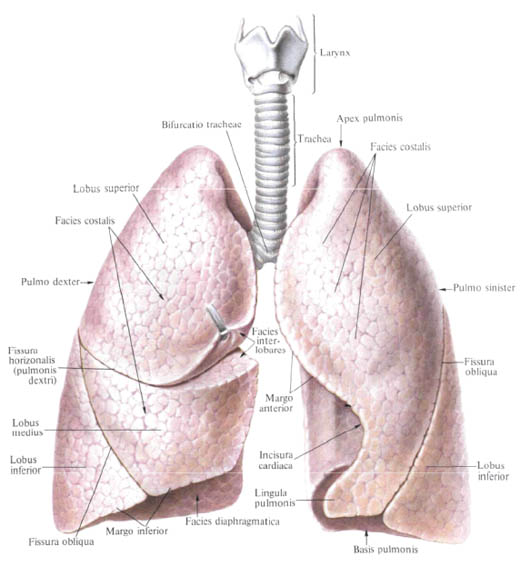 Larynx
Bifurcatio tracheae
Apex pulmonis
Trachea
Facies costalis
Lobus superior
Lobus superior
Facies costalis
Pulmo dexter
Pulmo sinister
Facies
inter-
lobares
Fissura
horizonalis
(pulmonis
dextri)
Fissura
obliqua
Margo
anterior
Lobus
medius
Incisura
cardiaca
Lobus
inferior
Lobus
inferior
Lingula
pulmonis
Facies diaphragmatica
Margo inferior
Fissura obliqua
Basis pulmonis